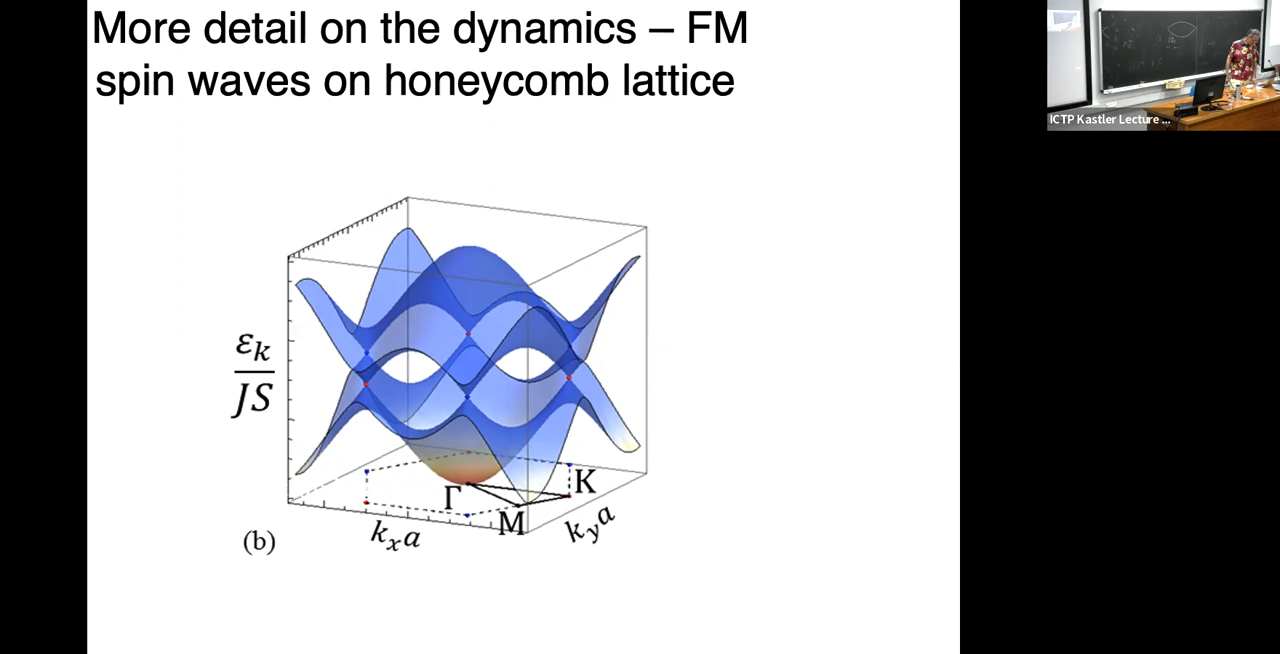 More detail on the dynamics – FM
spin waves on honeycomb lattice
ICTP Kastler Lecture ...
εk
JS
Γ
M
K
kxa
kya
(b)